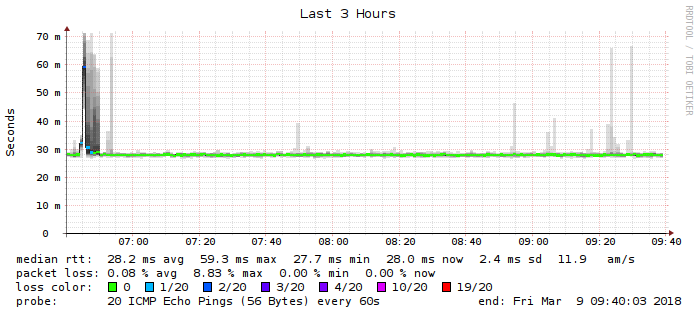 Last 3 Hours
RRDTOOL / TOBI OETIKER
Seconds
70 m
60 m
50 m
40 m
30 m
20 m
10 m
0
07:00 07:20 07:40 08:00 08:20 08:40 09:00 09:20 09:40
median rtt: 28.2 ms avg 59.3 ms max 27.7 ms min 28.0 ms now 2.4 ms sd 11.9 am/s
packet loss: 0.08 % avg 8.83 % max 0.00 % min 0.00 % now
loss color: 0 1/20 2/20 3/20 4/20 10/20 19/20
probe: 20 ICMP Echo Pings (56 Bytes) every 60s end: Fri Mar 9 09:40:03 2018